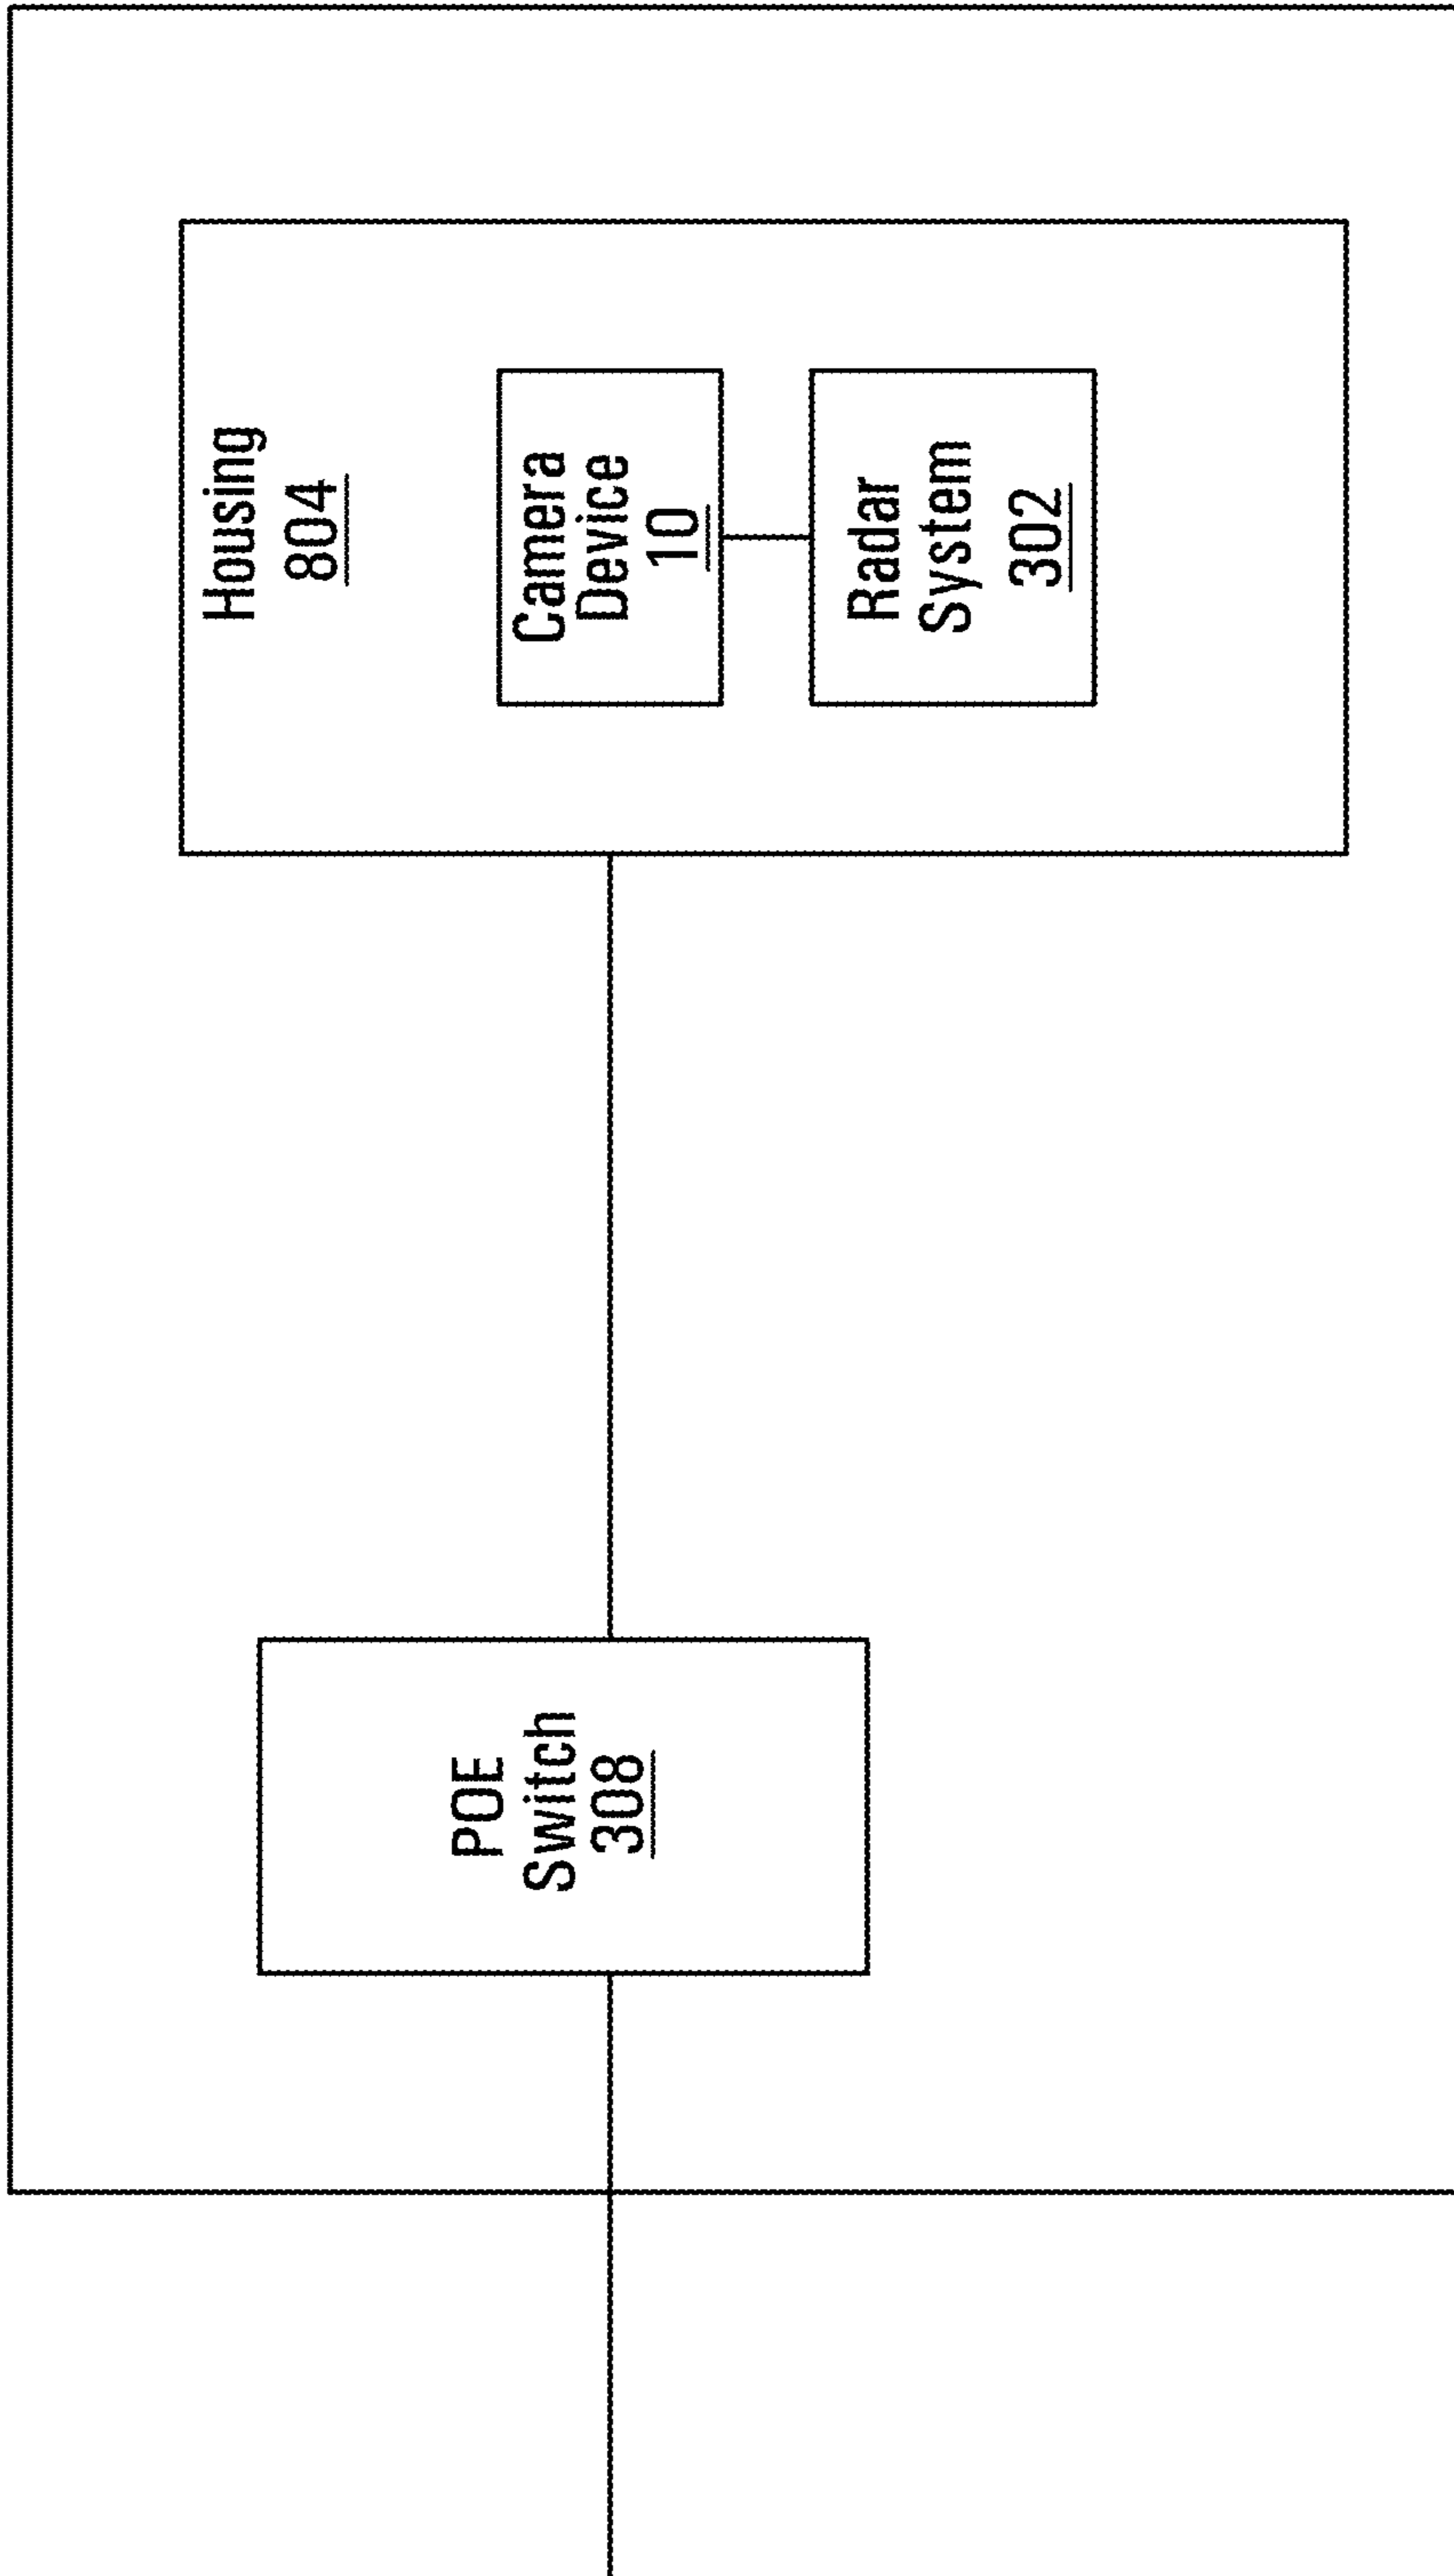 Housing
804
Camera
Device
10
Radar
System
302
POE
Switch
308